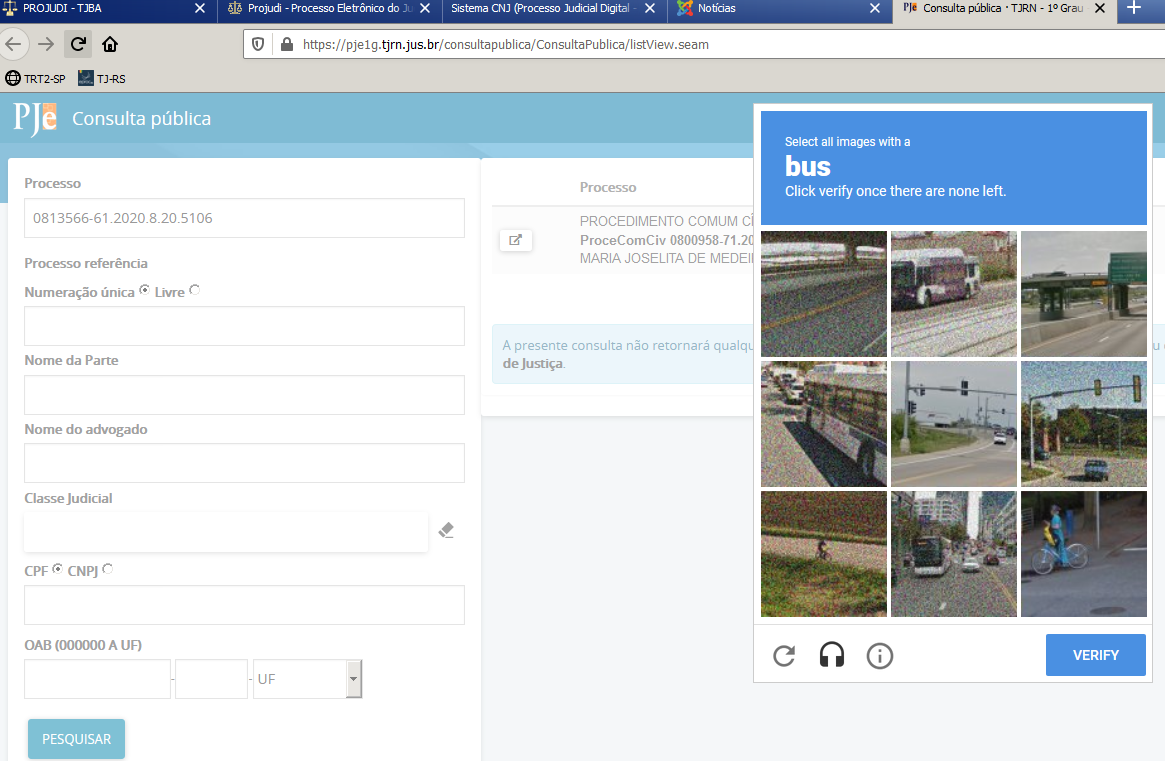 PROJUDI - TJBA
Projudi - Processo Eletrônico do Ju
Sistema CNJ (Processo Judicial Digital -
Notícias
PJe Consulta pública · TJRN - 1º Grau
https://pje1g.tjrn.jus.br/consultapublica/ConsultaPublica/listView.seam
TRT2-SP TJ-RS
PJe Consulta pública
Processo
0813566-61.2020.8.20.5106
Processo referência
Numeração única Livre
Nome da Parte
Nome do advogado
Classe Judicial
CPF CNPJ
OAB (000000 A UF)
- - UF
PESQUISAR
Processo
PROCEDIMENTO COMUM CÍ
ProceComCiv 0800958-71.20
MARIA JOSELITA DE MEDEI
A presente consulta não retornará qualqu
de Justiça.
Select all images with a
bus
Click verify once there are none left.
VERIFY